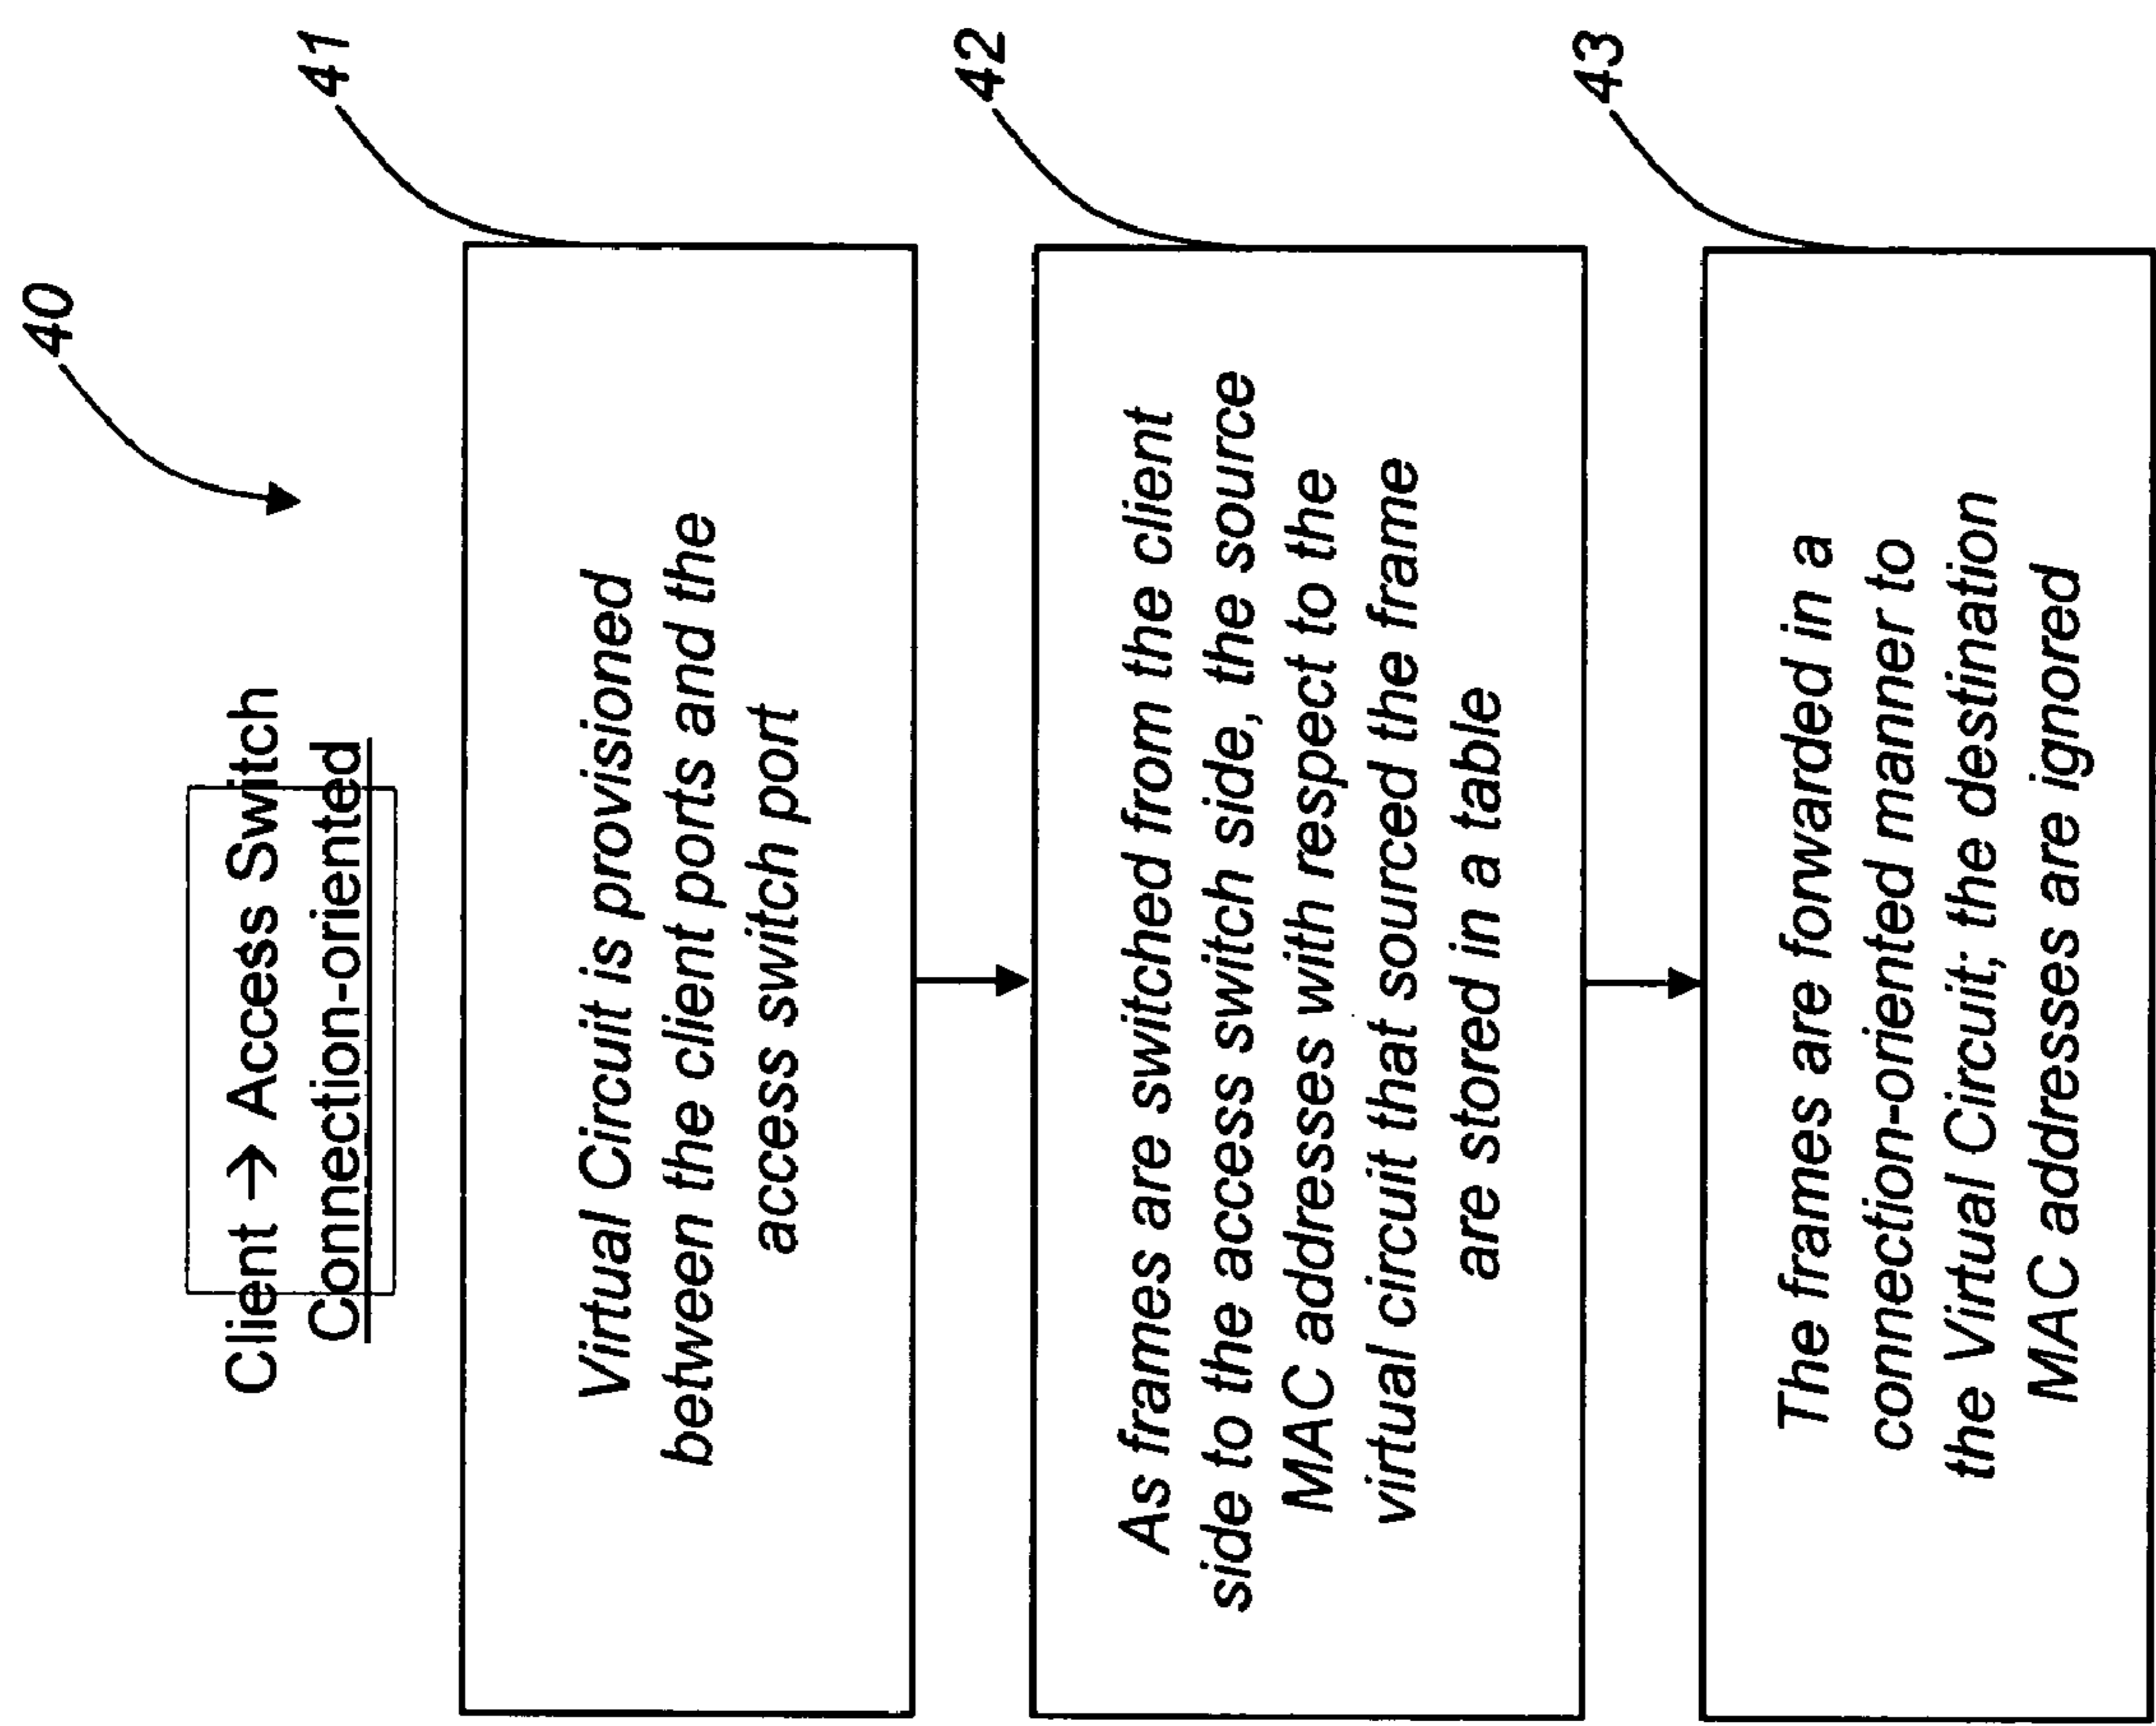 40
Client → Access Switch
Connection-oriented
41
Virtual Circuit is provisioned
between the client ports and the
access switch port
42
As frames are switched from the client
side to the access switch side, the source
MAC addresses with respect to the
virtual circuit that sourced the frame
are stored in a table
43
The frames are forwarded in a
connection-oriented manner to
the Virtual Circuit; the destination
MAC addresses are ignored